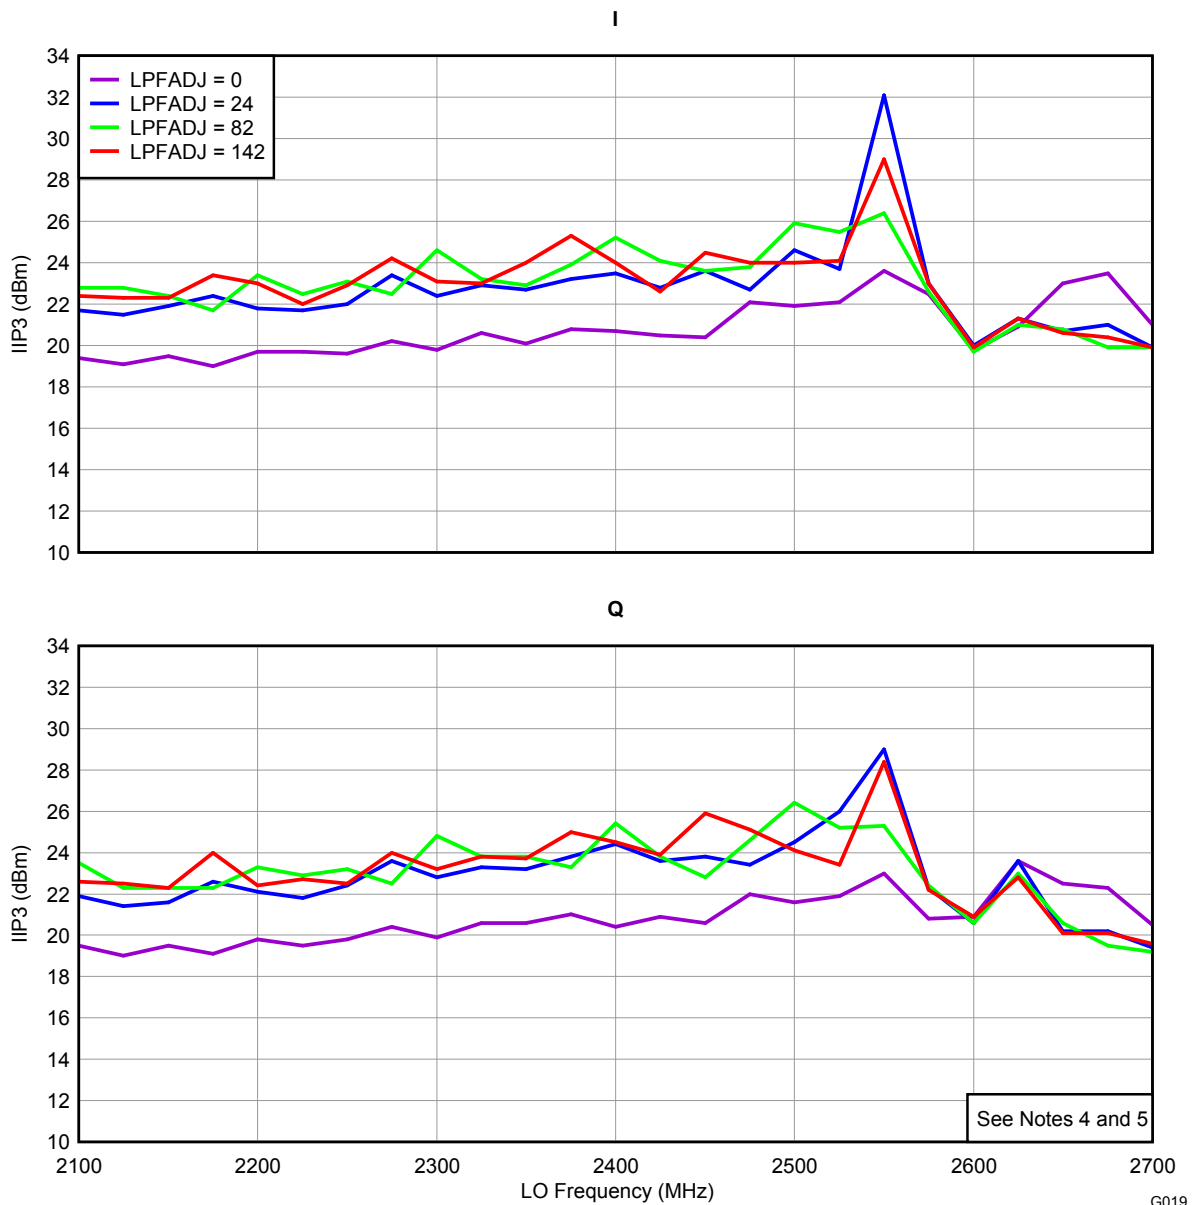 I
34
32
30
28
26
24
22
20
18
16
14
12
10
IIP3 (dBm)
LPFADJ = 0
LPFADJ = 24
LPFADJ = 82
LPFADJ = 142
Q
34
32
30
28
26
24
22
20
18
16
14
12
10
IIP3 (dBm)
See Notes 4 and 5
2100 2200 2300 2400 2500 2600 2700
LO Frequency (MHz)
G019